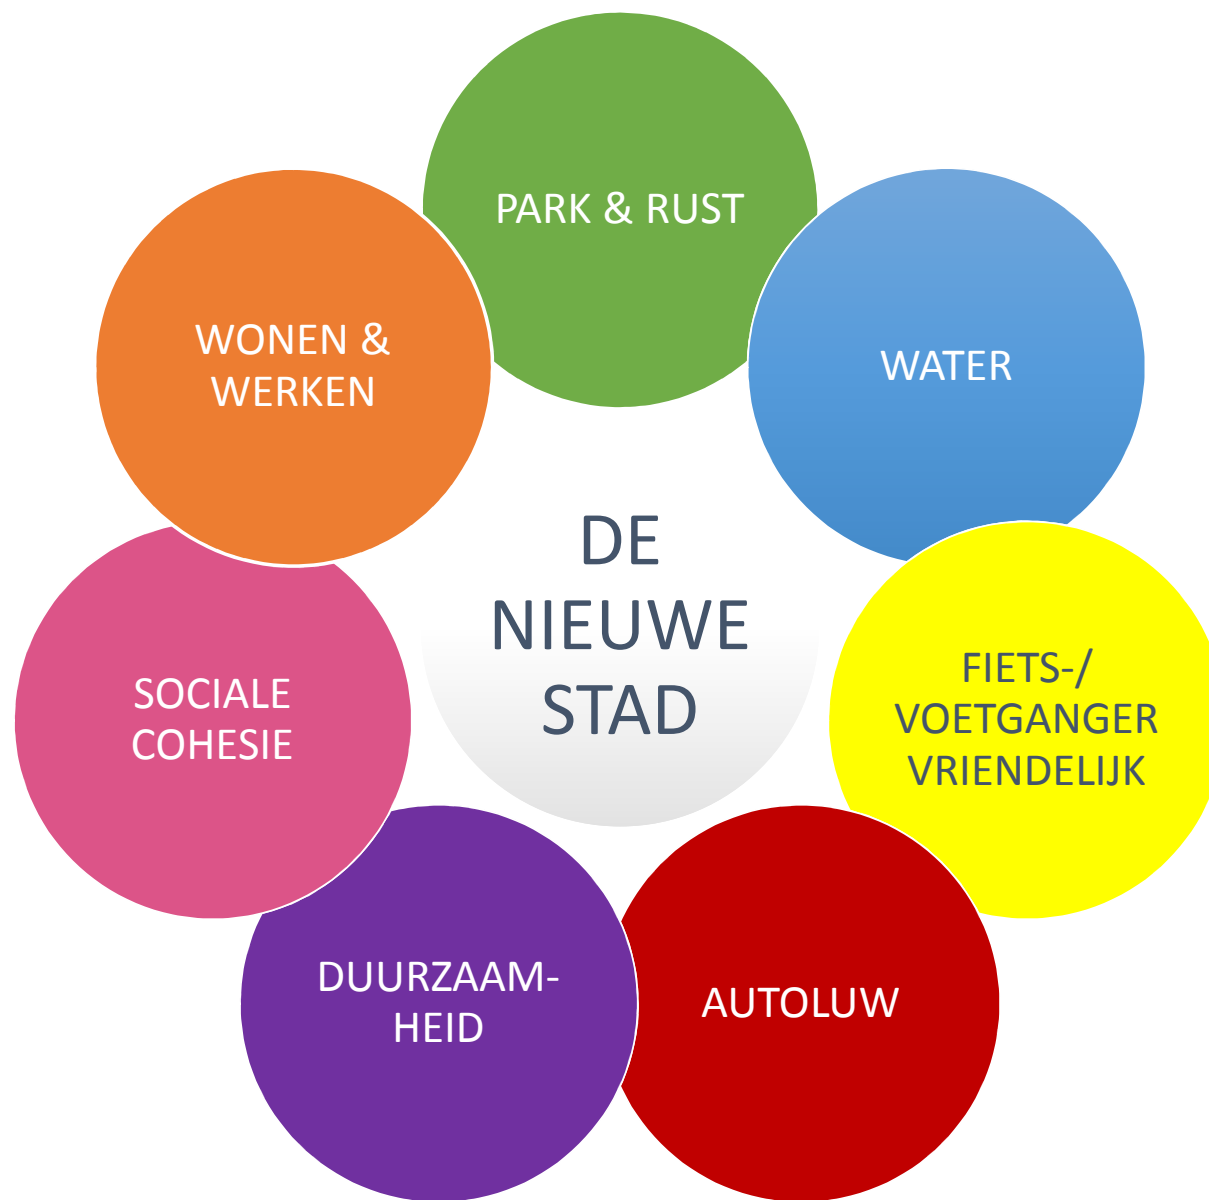 PARK & RUST
WATER
FIETS-/
VOETGANGER
VRIENDELIJK
AUTOLUW
DUURZAAM-
HEID
SOCIALE
COHESIE
WONEN &
WERKEN
DE
NIEUWE
STAD